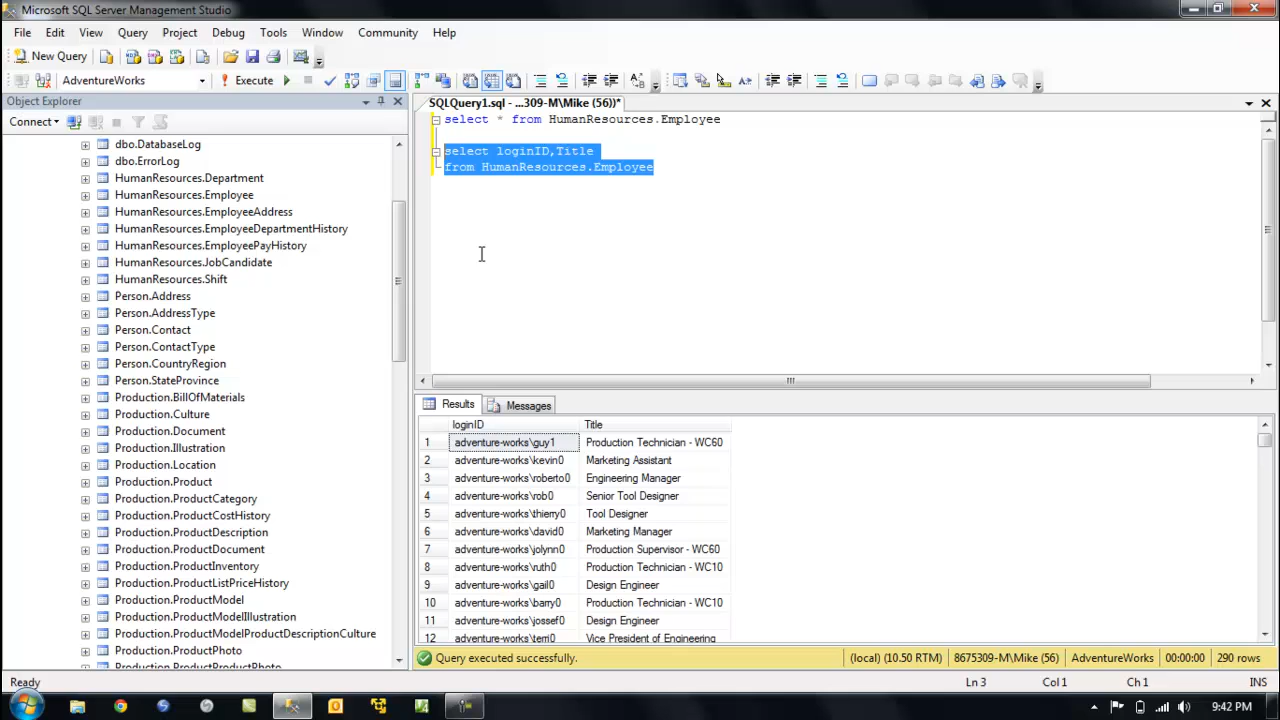 Microsoft SQL Server Management Studio
File Edit View Query Project Debug Tools Window Community Help
New Query
AdventureWorks Execute
Object Explorer
SQLQuery1.sql - ...309-M\Mike (56))*
Connect
select * from HumanResources.Employee
select loginID,Title
from HumanResources.Employee
dbo.DatabaseLog
dbo.ErrorLog
HumanResources.Department
HumanResources.Employee
HumanResources.EmployeeAddress
HumanResources.EmployeeDepartmentHistory
HumanResources.EmployeePayHistory
HumanResources.JobCandidate
HumanResources.Shift
Person.Address
Person.AddressType
Person.Contact
Person.ContactType
Person.CountryRegion
Person.StateProvince
Production.BillOfMaterials
Production.Culture
Production.Document
Production.Illustration
Production.Location
Production.Product
Production.ProductCategory
Production.ProductCostHistory
Production.ProductDescription
Production.ProductDocument
Production.ProductInventory
Production.ProductListPriceHistory
Production.ProductModel
Production.ProductModelIllustration
Production.ProductModelProductDescriptionCulture
Production.ProductPhoto
Production.ProductProductPhoto
Results Messages
loginID Title
1 adventure-works\guy1 Production Technician - WC60
2 adventure-works\kevin0 Marketing Assistant
3 adventure-works\roberto0 Engineering Manager
4 adventure-works\rob0 Senior Tool Designer
5 adventure-works\thierry0 Tool Designer
6 adventure-works\david0 Marketing Manager
7 adventure-works\jolynn0 Production Supervisor - WC60
8 adventure-works\ruth0 Production Technician - WC10
9 adventure-works\gail0 Design Engineer
10 adventure-works\barry0 Production Technician - WC10
11 adventure-works\jossef0 Design Engineer
12 adventure-works\terri0 Vice President of Engineering
Query executed successfully. (local) (10.50 RTM) 8675309-M\Mike (56) AdventureWorks 00:00:00 290 rows
Ready Ln 3 Col 1 Ch 1 INS
9:42 PM